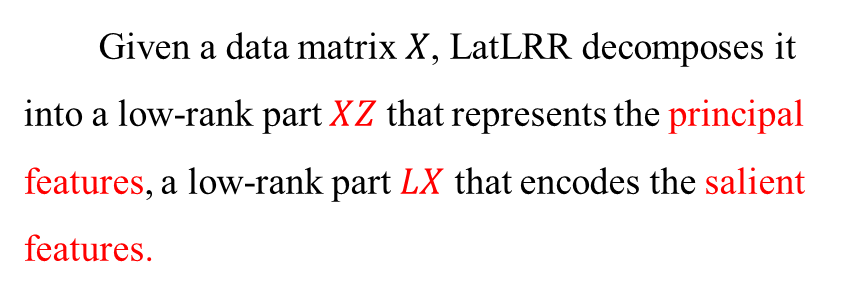 Given a data matrix X, LatLRR decomposes it
into a low-rank part XZ that represents the principal
features, a low-rank part LX that encodes the salient
features.